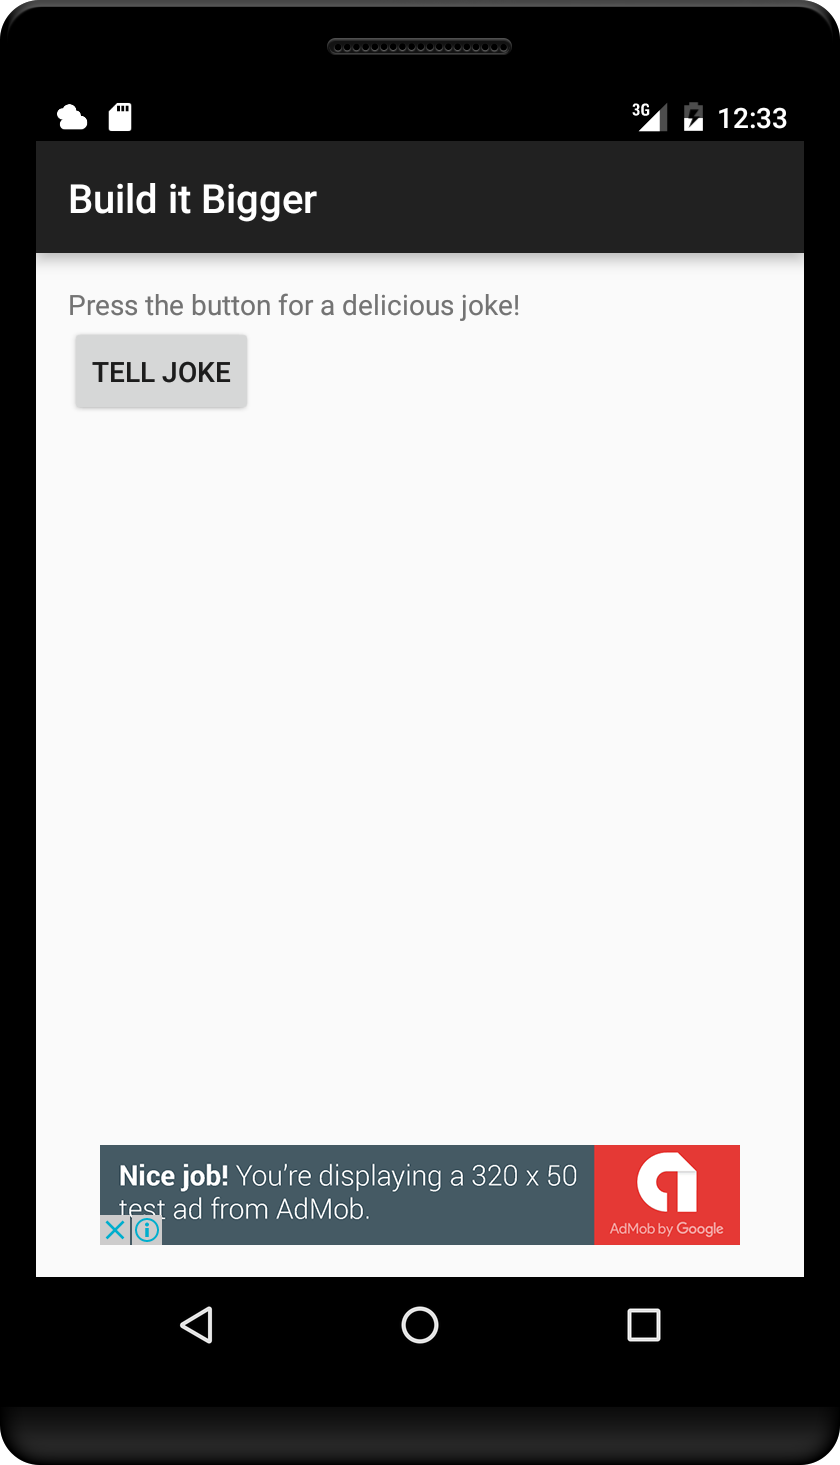 3G 12:33
Build it Bigger
Press the button for a delicious joke!
TELL JOKE
Nice job! You're displaying a 320 x 50
test ad from AdMob.
AdMob by Google